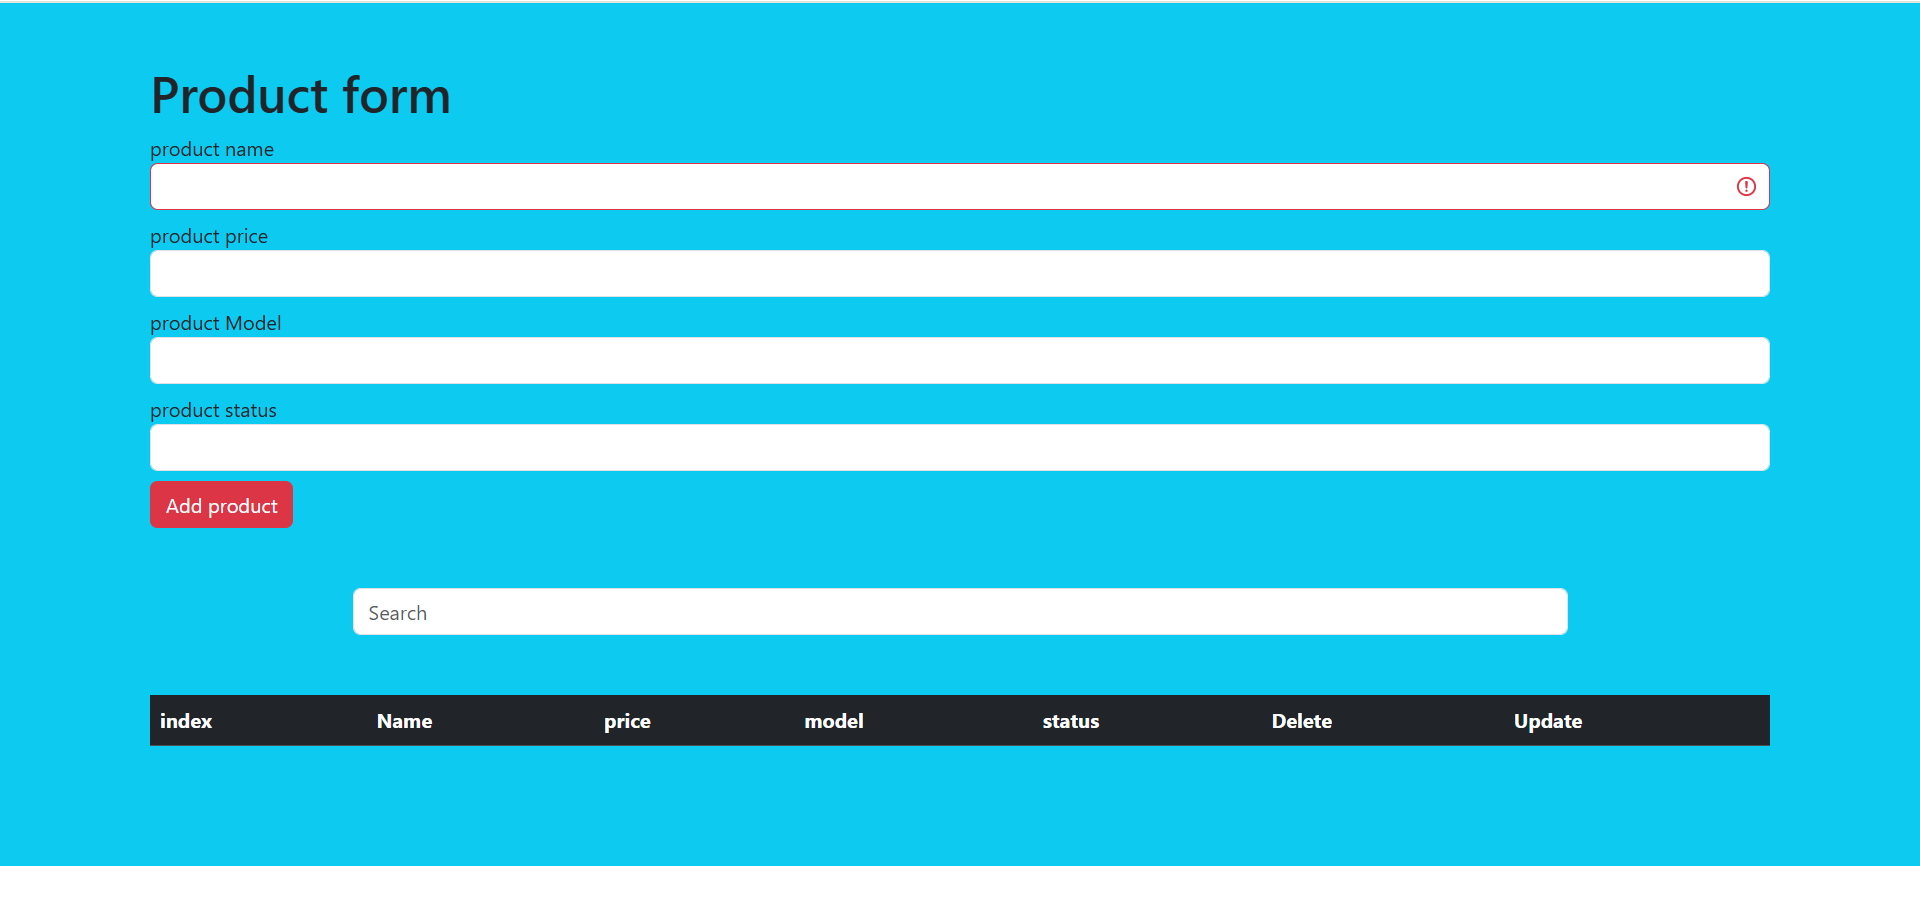 Product form
product name
product price
product Model
product status
Add product
Search
index Name price model status Delete Update